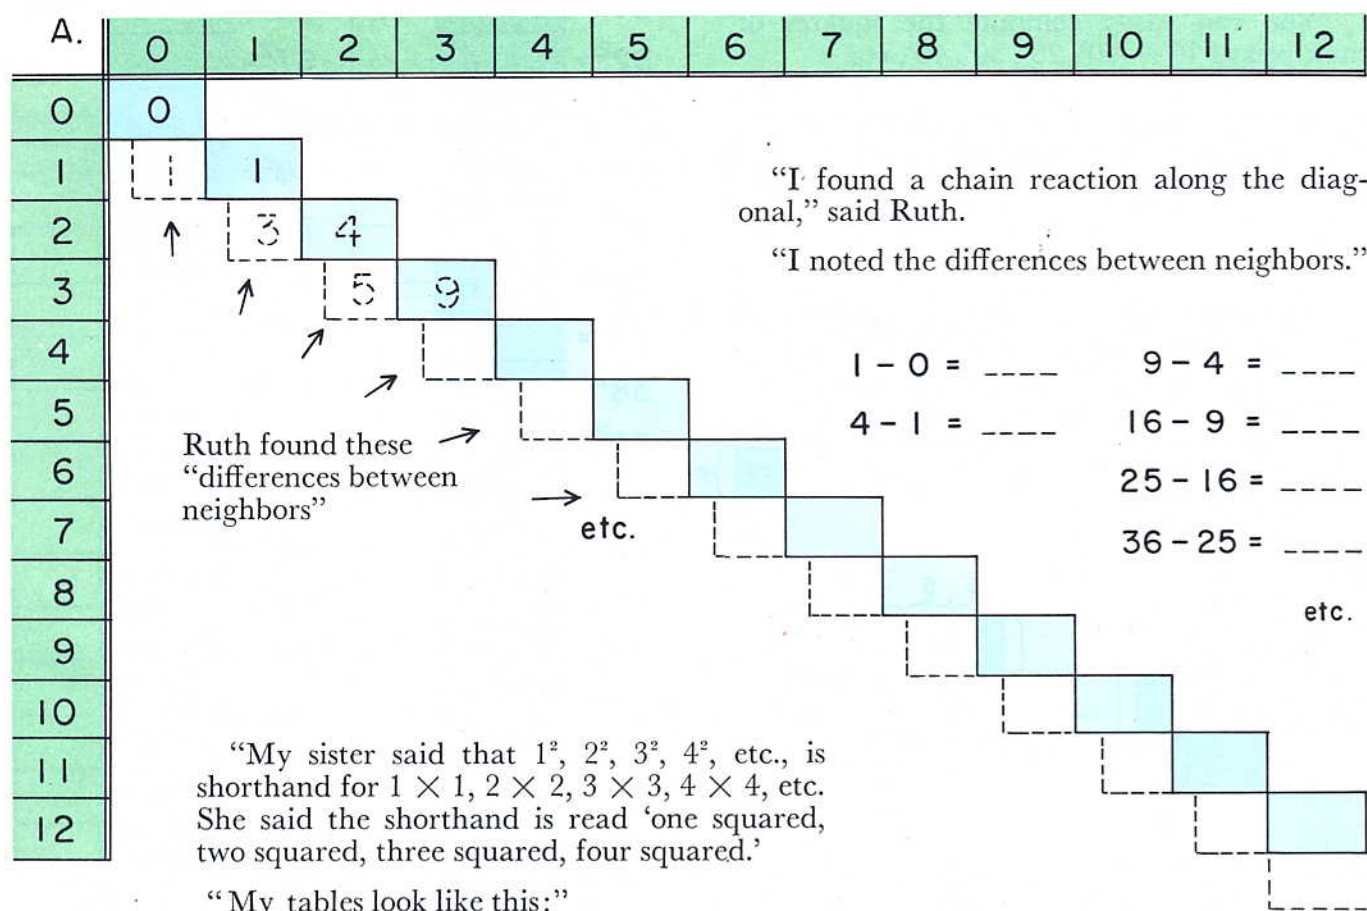 A. 0 1 2 3 4 5 6 7 8 9 10 11 12
0 0
1 1 1
2 3 4
3 5 9
4
5
6
7
8
9
10
11
12
“I found a chain reaction along the diag-
onal,” said Ruth.
“I noted the differences between neighbors.”
1 – 0 = ____ 9 – 4 = ____
4 – 1 = ____ 16 – 9 = ____
25 – 16 = ____
36 – 25 = ____
etc.
Ruth found these
“differences between
neighbors”
etc.
“My sister said that 1², 2², 3², 4², etc., is
shorthand for 1 × 1, 2 × 2, 3 × 3, 4 × 4, etc.
She said the shorthand is read ‘one squared,
two squared, three squared, four squared.’
“My tables look like this:”